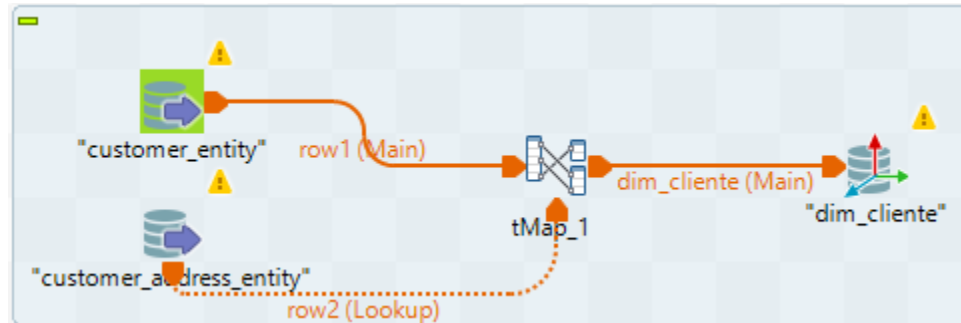 "customer_entity"
row1 (Main)
dim_cliente (Main)
tMap_1
"dim_cliente"
"customer_address_entity"
row2 (Lookup)